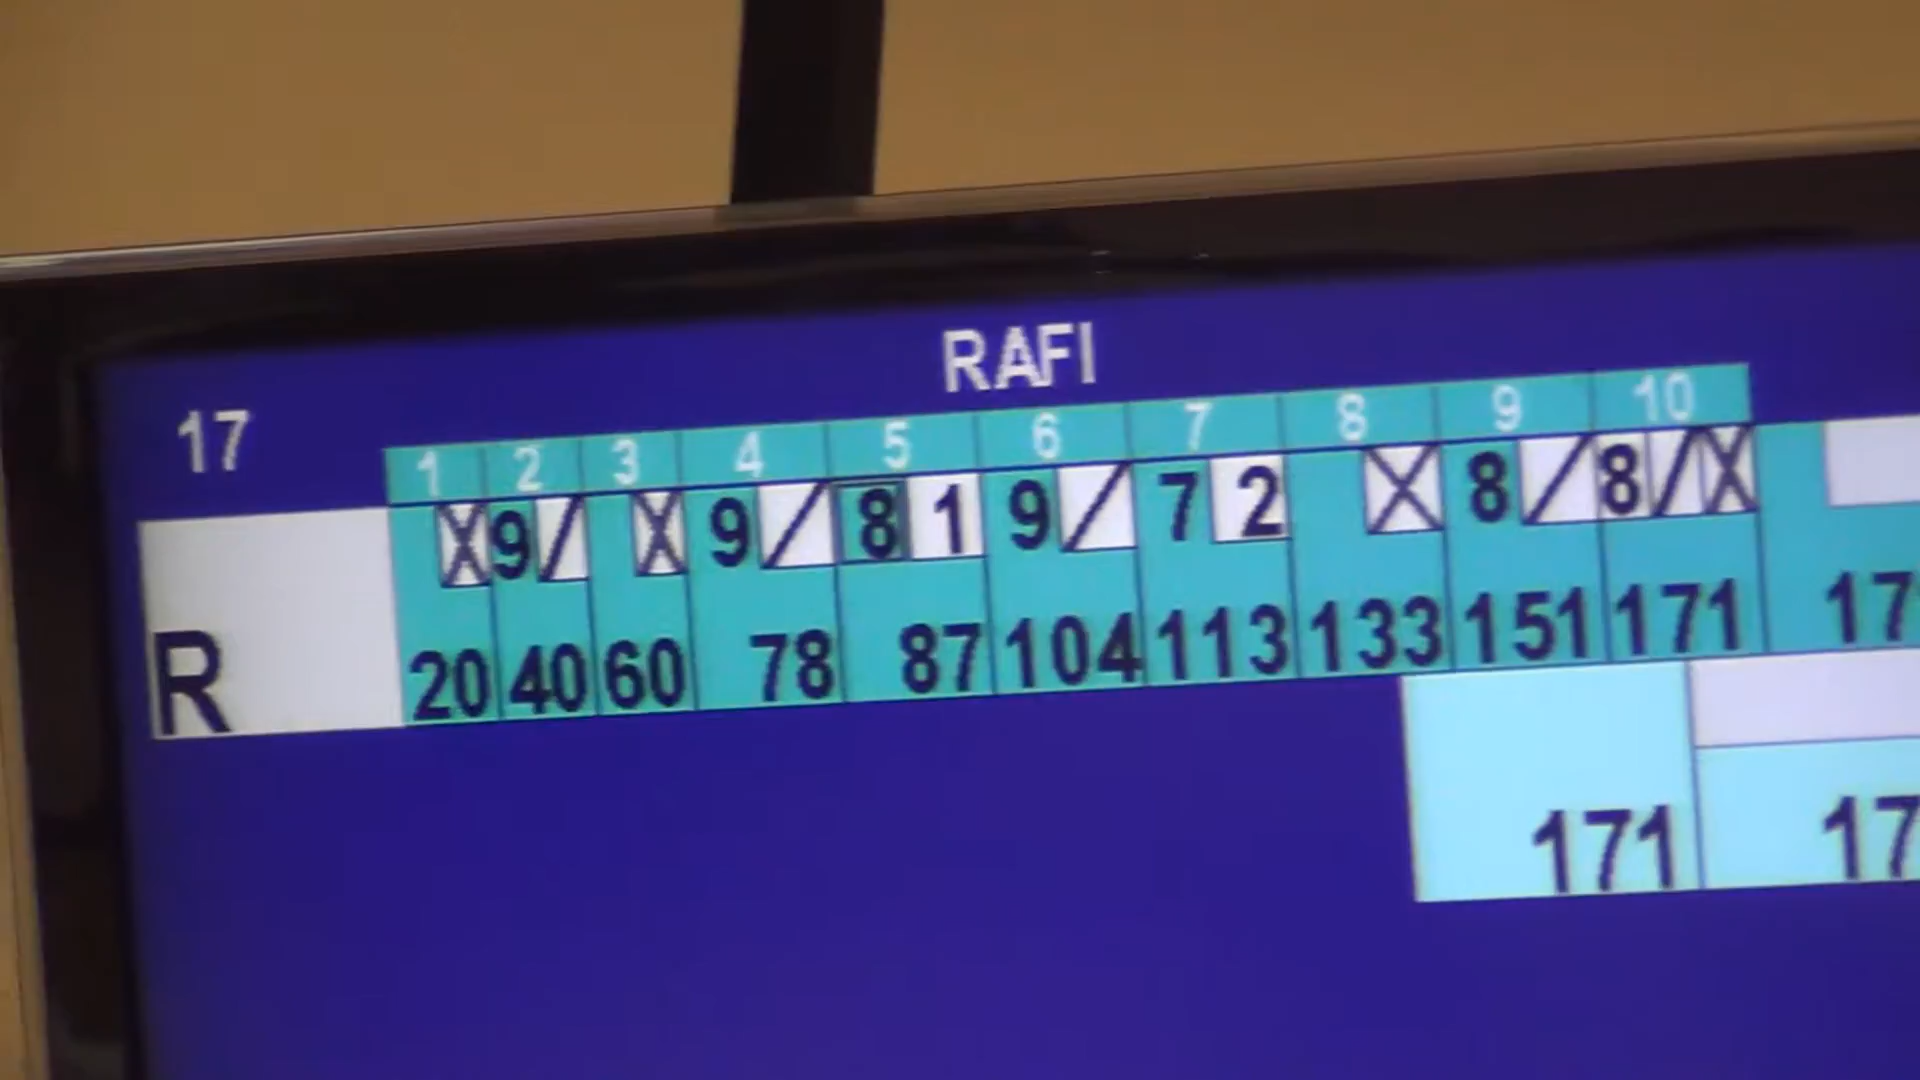 RAFI
17
1 2 3 4 5 6 7 8 9 10
X 9 / X 9 / 8 1 9 / 7 2 X 8 / 8 / X
R 20 40 60 78 87 104 113 133 151 171
171